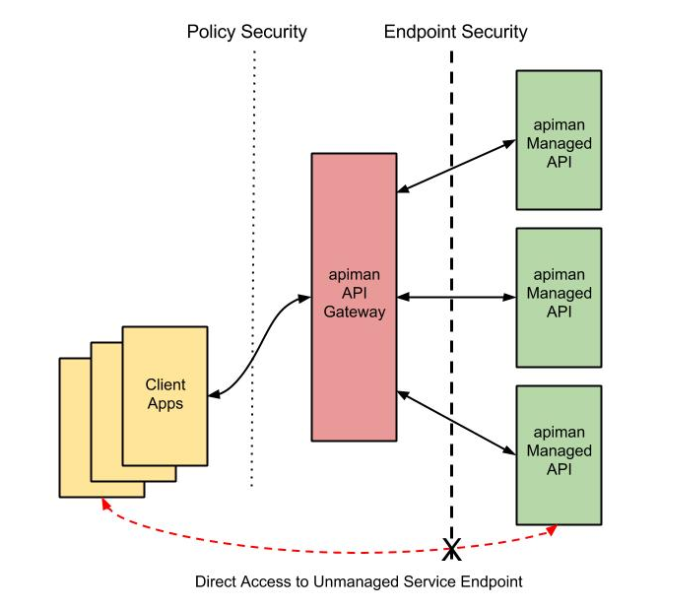 Policy Security
Endpoint Security
apiman
Managed
API
apiman
API
Gateway
apiman
Managed
API
Client
Apps
apiman
Managed
API
X
Direct Access to Unmanaged Service Endpoint